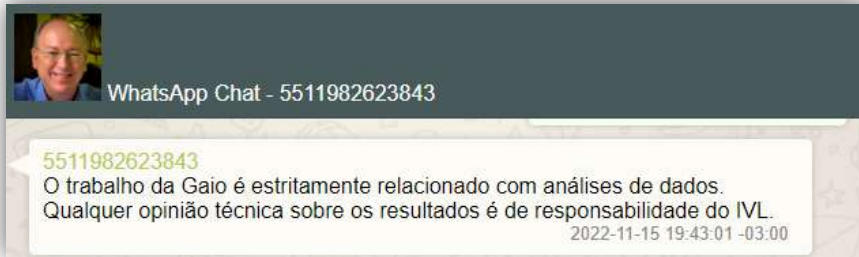 WhatsApp Chat - 5511982623843
5511982623843
O trabalho da Gaio é estritamente relacionado com análises de dados.
Qualquer opinião técnica sobre os resultados é de responsabilidade do IVL.
2022-11-15 19:43:01 -03:00